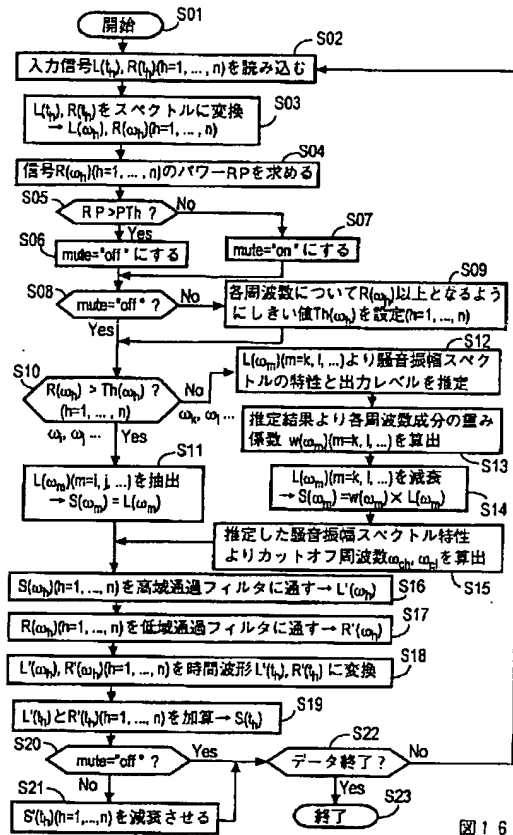 S01
開始
S02
入力信号L(tₕ), R(tₕ)(h=1, ..., n)を読み込む
S03
L(tₕ), R(tₕ)をスペクトルに変換
→ L(ωₕ), R(ωₕ)(h=1, ..., n)
S04
信号R(ωₕ)(h=1, ..., n)のパワーRPを求める
S05
RP>PTh ?
No
Yes
S06
mute="off" にする
S07
mute="on" にする
S08
mute="off" ?
No
Yes
S09
各周波数についてR(ωₕ)以上となるよう
にしきい値Th(ωₕ)を設定(h=1, ..., n)
S10
R(ωₕ) > Th(ωₕ) ?
(h=1, ..., n)
No
ωk, ωl ...
ωi, ωj ...
Yes
S12
L(ωm)(m=k, l, ...)より騒音振幅スペク
トルの特性と出力レベルを推定
推定結果より各周波数成分の重み
係数 w(ωm)(m=k, l, ...)を算出
S13
S11
L(ωm)(m=i, j, ...)を抽出
→ S(ωm) = L(ωm)
L(ωm)(m=k, l, ...)を減衰
→ S(ωm) =w(ωm) × L(ωm)
S14
推定した騒音振幅スペクトル特性
よりカットオフ周波数ωch, ωclを算出
S15
S(ωₕ)(h=1, ..., n)を高域通過フィルタに通す→ L'(ωₕ)
S16
R(ωₕ)(h=1, ..., n)を低域通過フィルタに通す→ R'(ωₕ)
S17
L'(ωₕ), R'(ωₕ)(h=1, ..., n)を時間波形 L'(tₕ), R'(tₕ) に変換
S18
L'(tₕ)とR'(tₕ)(h=1, ..., n)を加算→ S(tₕ)
S19
S20
mute="off" ?
Yes
No
S21
S'(tₕ)(h=1,...,n)を減衰させる
S22
データ終了 ?
No
Yes
S23
終了
図16